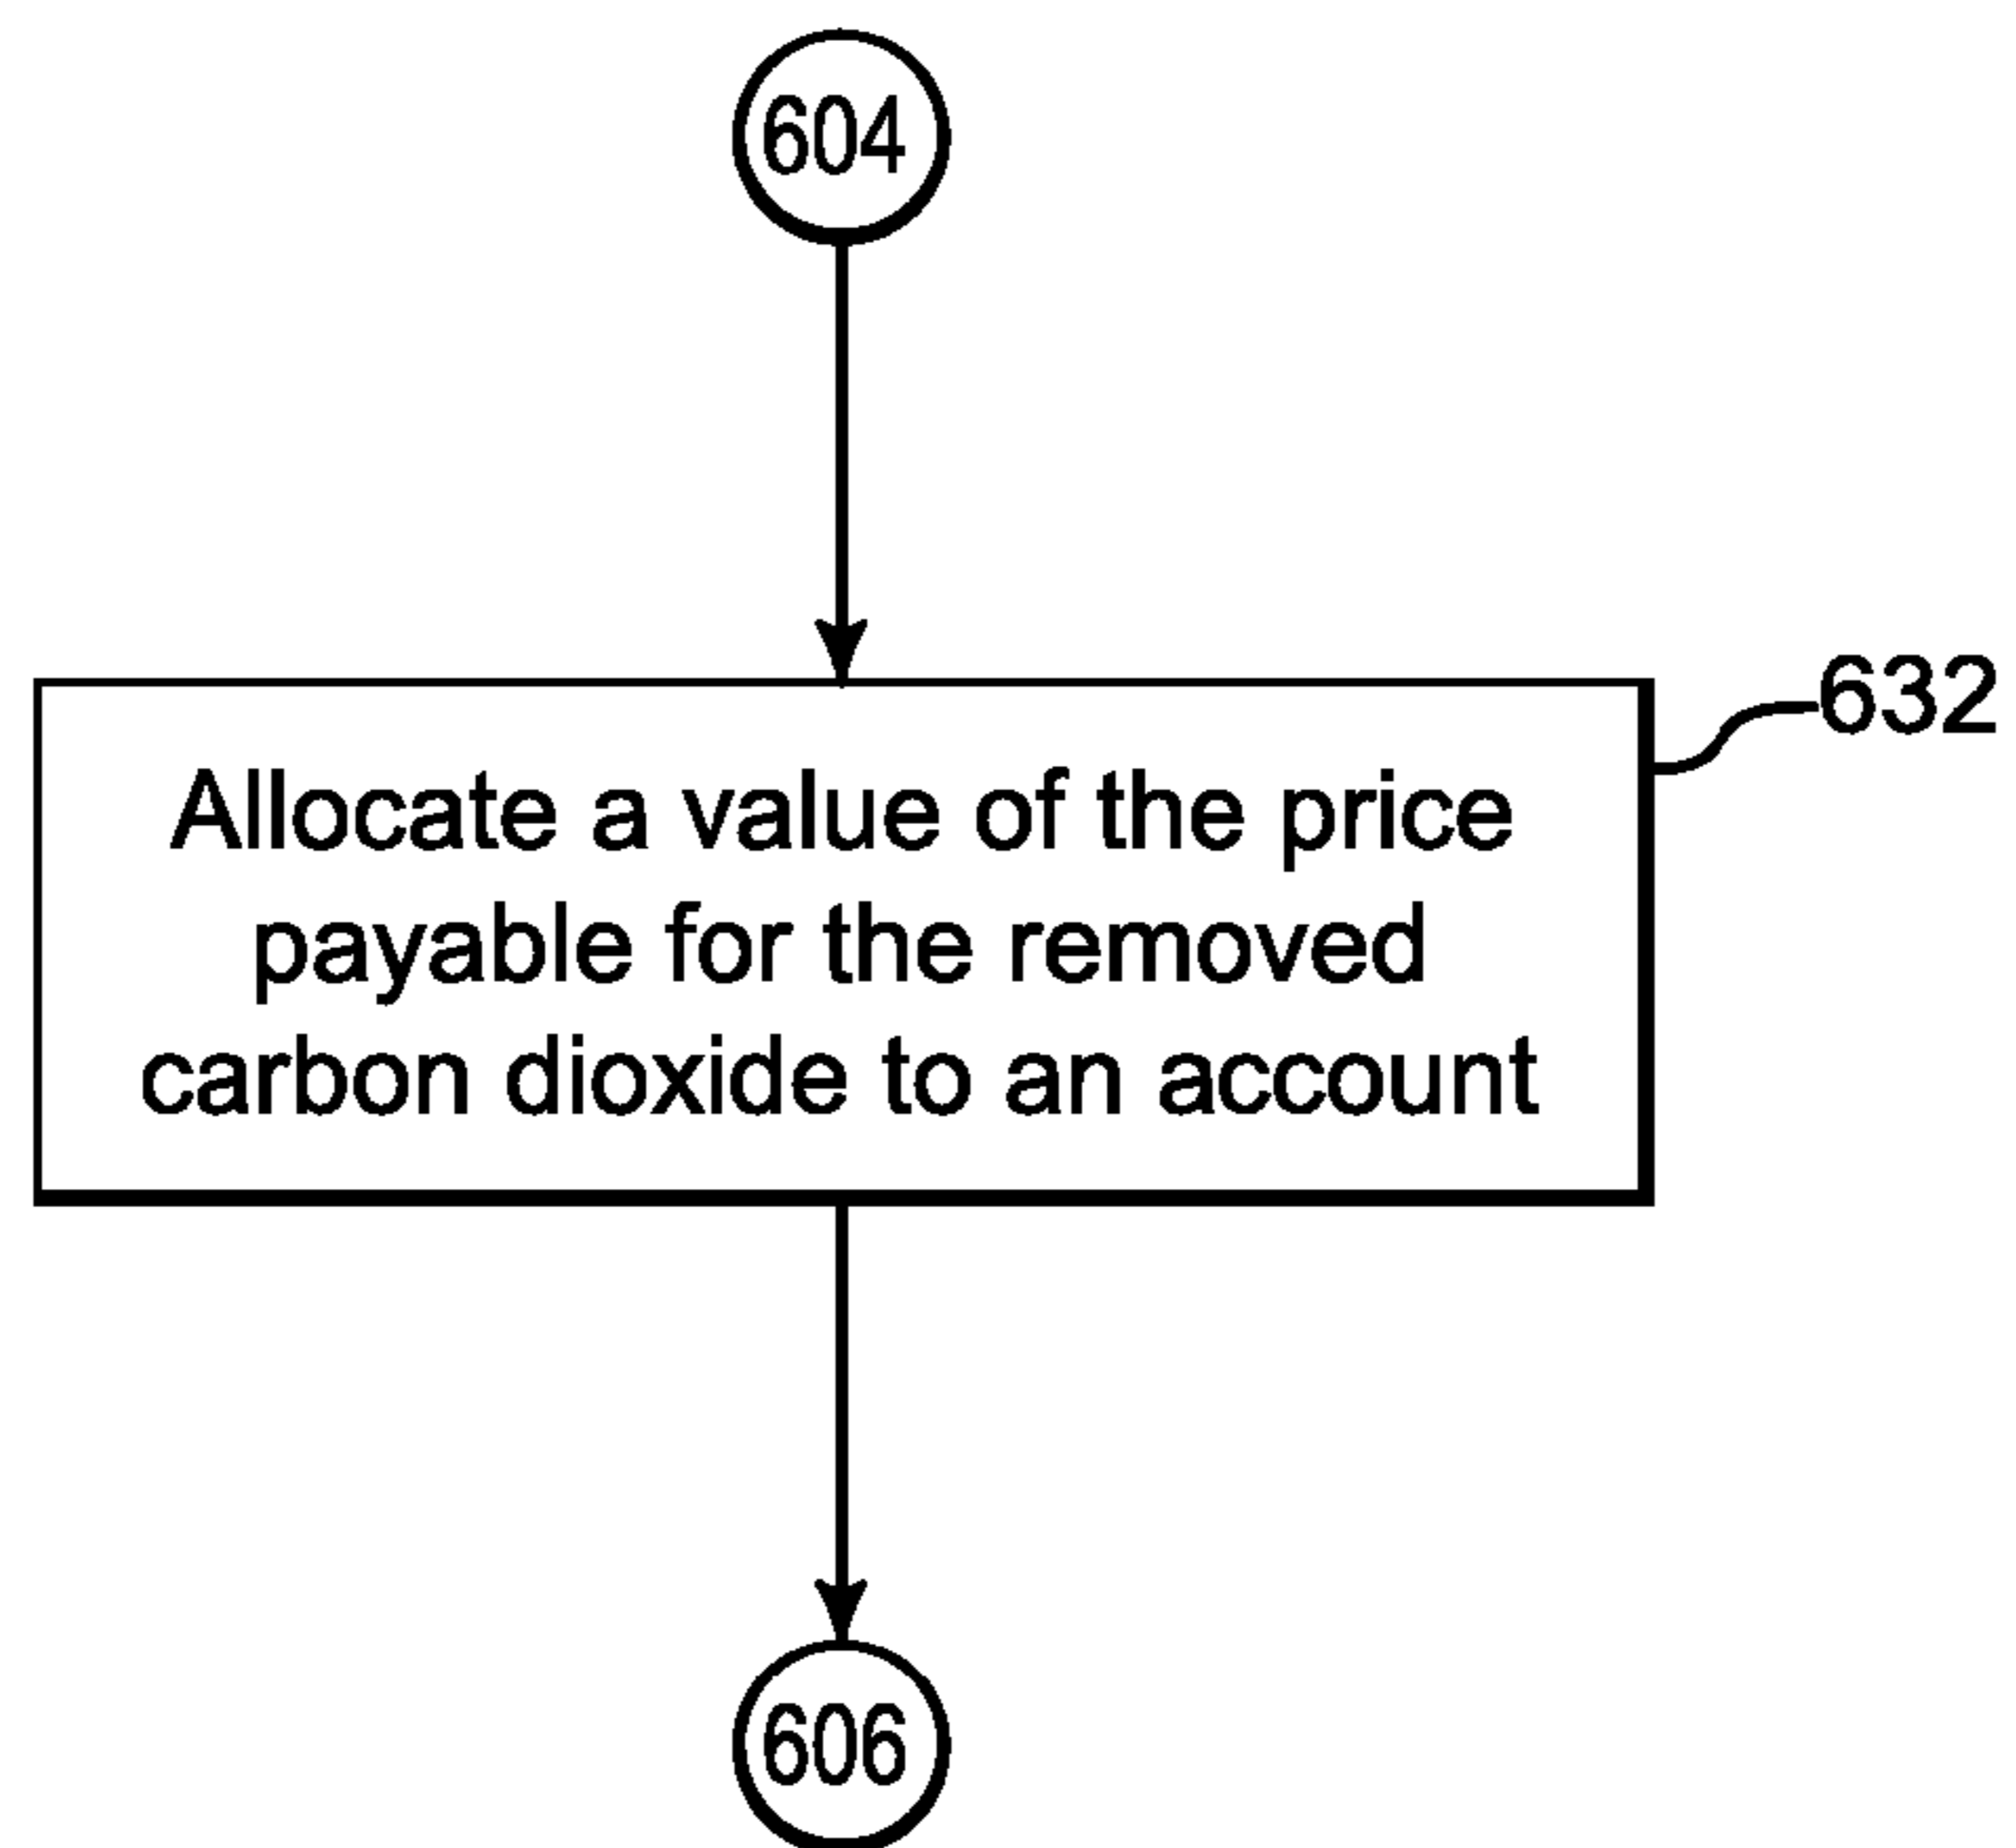 604
632
Allocate a value of the price
payable for the removed
carbon dioxide to an account
606